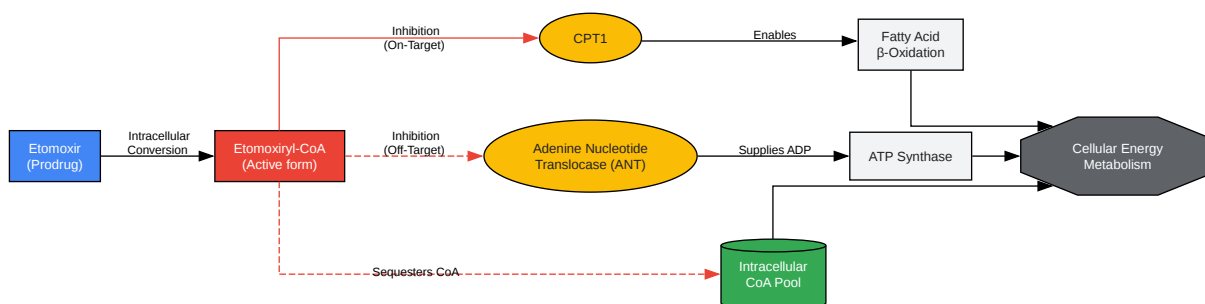 Inhibition
(On-Target)
CPT1
Enables
Fatty Acid
β-Oxidation
Etomoxir
(Prodrug)
Intracellular
Conversion
Etomoxiryl-CoA
(Active form)
Inhibition
(Off-Target)
Adenine Nucleotide
Translocase (ANT)
Supplies ADP
ATP Synthase
Cellular Energy
Metabolism
Sequesters CoA
Intracellular
CoA Pool